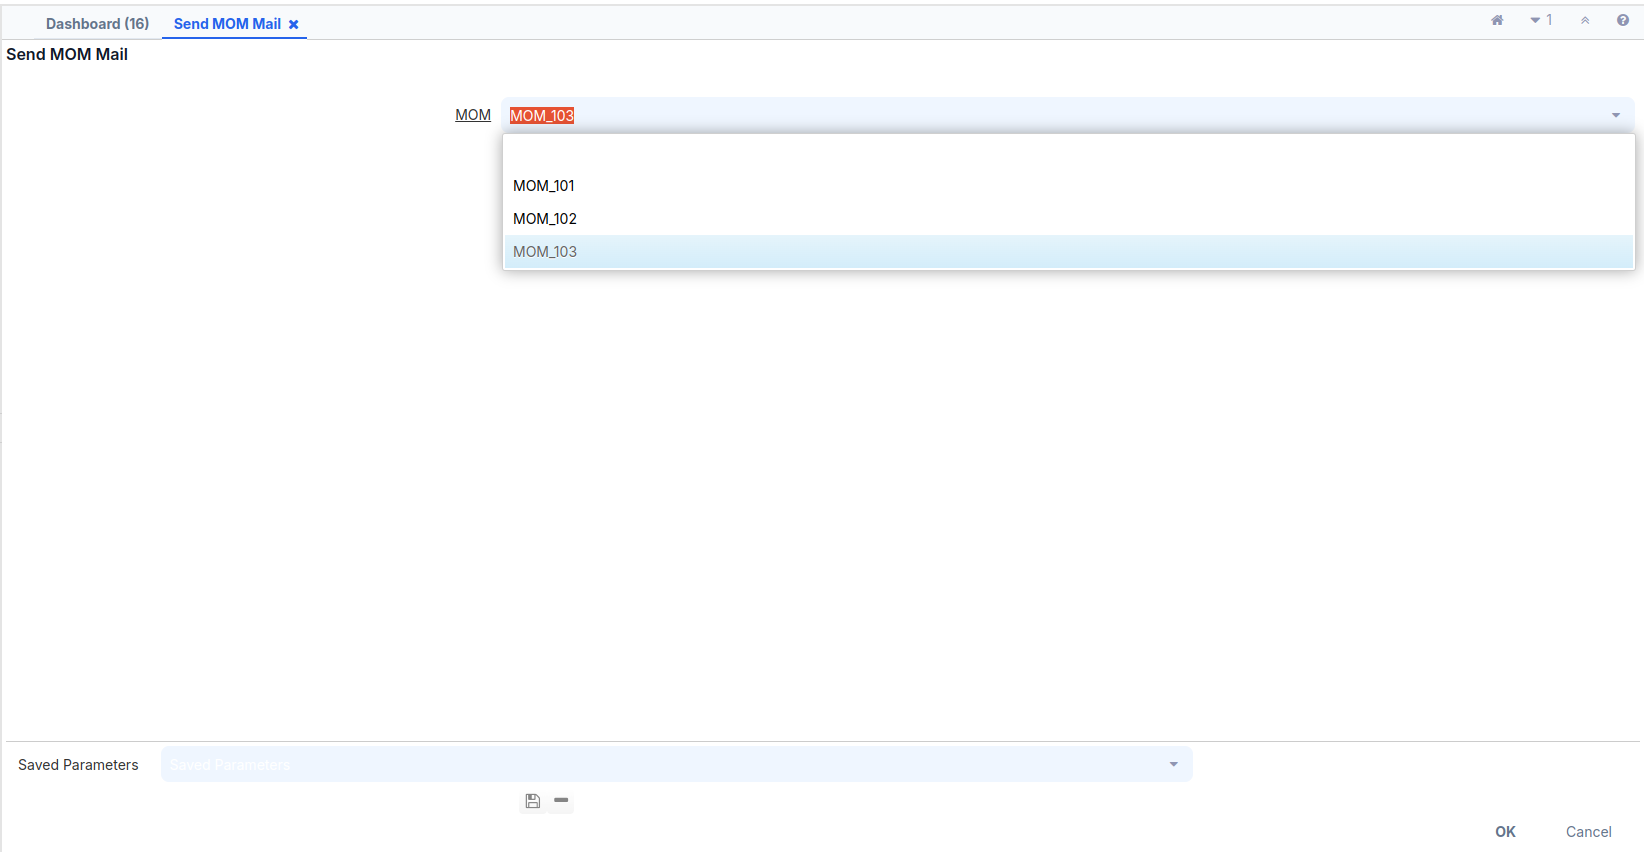 Dashboard (16) Send MOM Mail 1
Send MOM Mail
MOM MOM_103
MOM_101
MOM_102
MOM_103
Saved Parameters Saved Parameters
OK Cancel